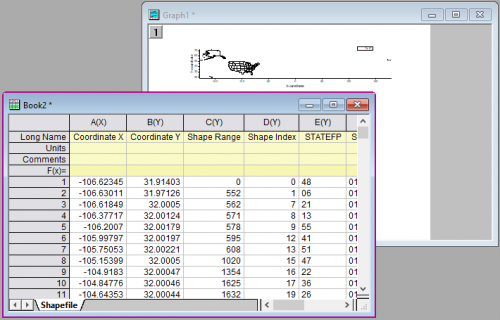 Graph1 *
1
Book2 *
A(X) B(Y) C(Y) D(Y) E(Y)
Long Name Coordinate X Coordinate Y Shape Range Shape Index STATEFP S
Units
Comments
F(x)=
1 -106.62345 31.91403 0 0 48 01
2 -106.63011 31.97126 552 1 06 01
3 -106.61849 32.0005 562 7 21 01
4 -106.37717 32.00124 571 8 13 01
5 -106.2007 32.00179 578 9 55 01
6 -105.99797 32.00197 595 12 41 01
7 -105.75053 32.00221 608 13 51 01
8 -105.15399 32.0005 1020 15 47 01
9 -104.9183 32.00047 1354 16 22 01
10 -104.84776 32.00046 1625 17 36 01
11 -104.64353 32.00044 1632 19 26 01
Shapefile